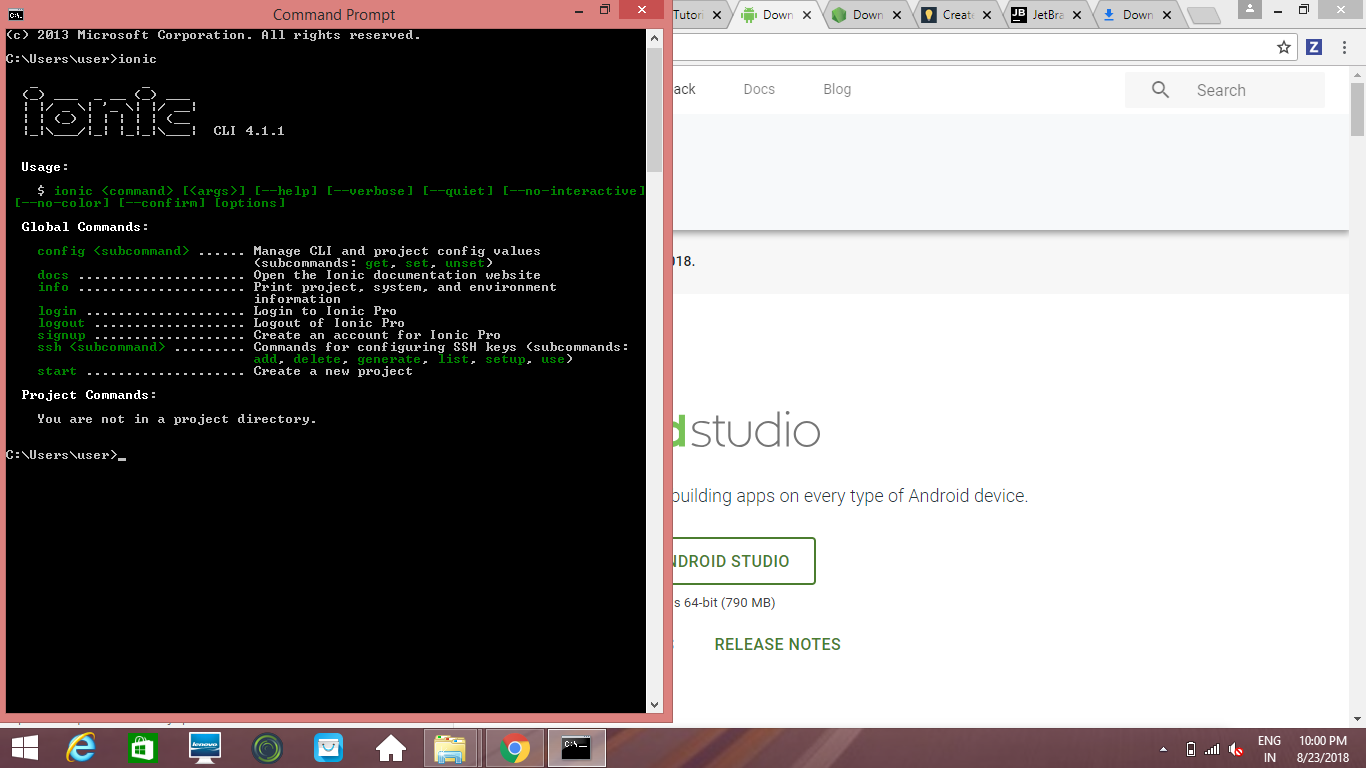 Command Prompt
(c) 2013 Microsoft Corporation. All rights reserved.
C:\Users\user>ionic
ionic CLI 4.1.1
Usage:
$ ionic <command> [<args>] [--help] [--verbose] [--quiet] [--no-interactive]
[--no-color] [--confirm] [options]
Global Commands:
config <subcommand> ...... Manage CLI and project config values
(subcommands: get, set, unset)
docs ..................... Open the Ionic documentation website
info ..................... Print project, system, and environment
information
login .................... Login to Ionic Pro
logout ................... Logout of Ionic Pro
signup ................... Create an account for Ionic Pro
ssh <subcommand> ......... Commands for configuring SSH keys (subcommands:
add, delete, generate, list, setup, use)
start .................... Create a new project
Project Commands:
You are not in a project directory.
C:\Users\user>_
Tutori Down Down Create JetBra Down
Z
ack Docs Blog Search
018.
d studio
building apps on every type of Android device.
NDROID STUDIO
s 64-bit (790 MB)
RELEASE NOTES
lenovo
C:\_
ENG 10:00 PM
IN 8/23/2018